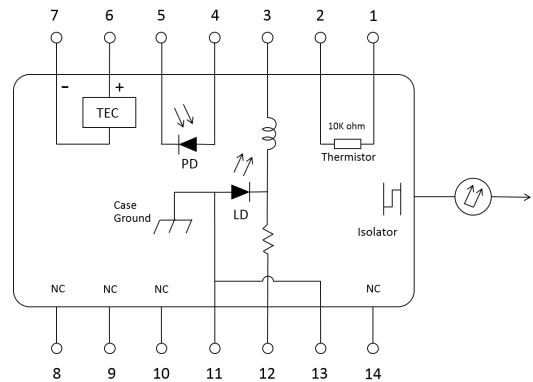 7 6 5 4 3 2 1
- +
TEC
10K ohm
PD
Thermistor
Case
Ground
LD
Isolator
NC NC NC NC
8 9 10 11 12 13 14